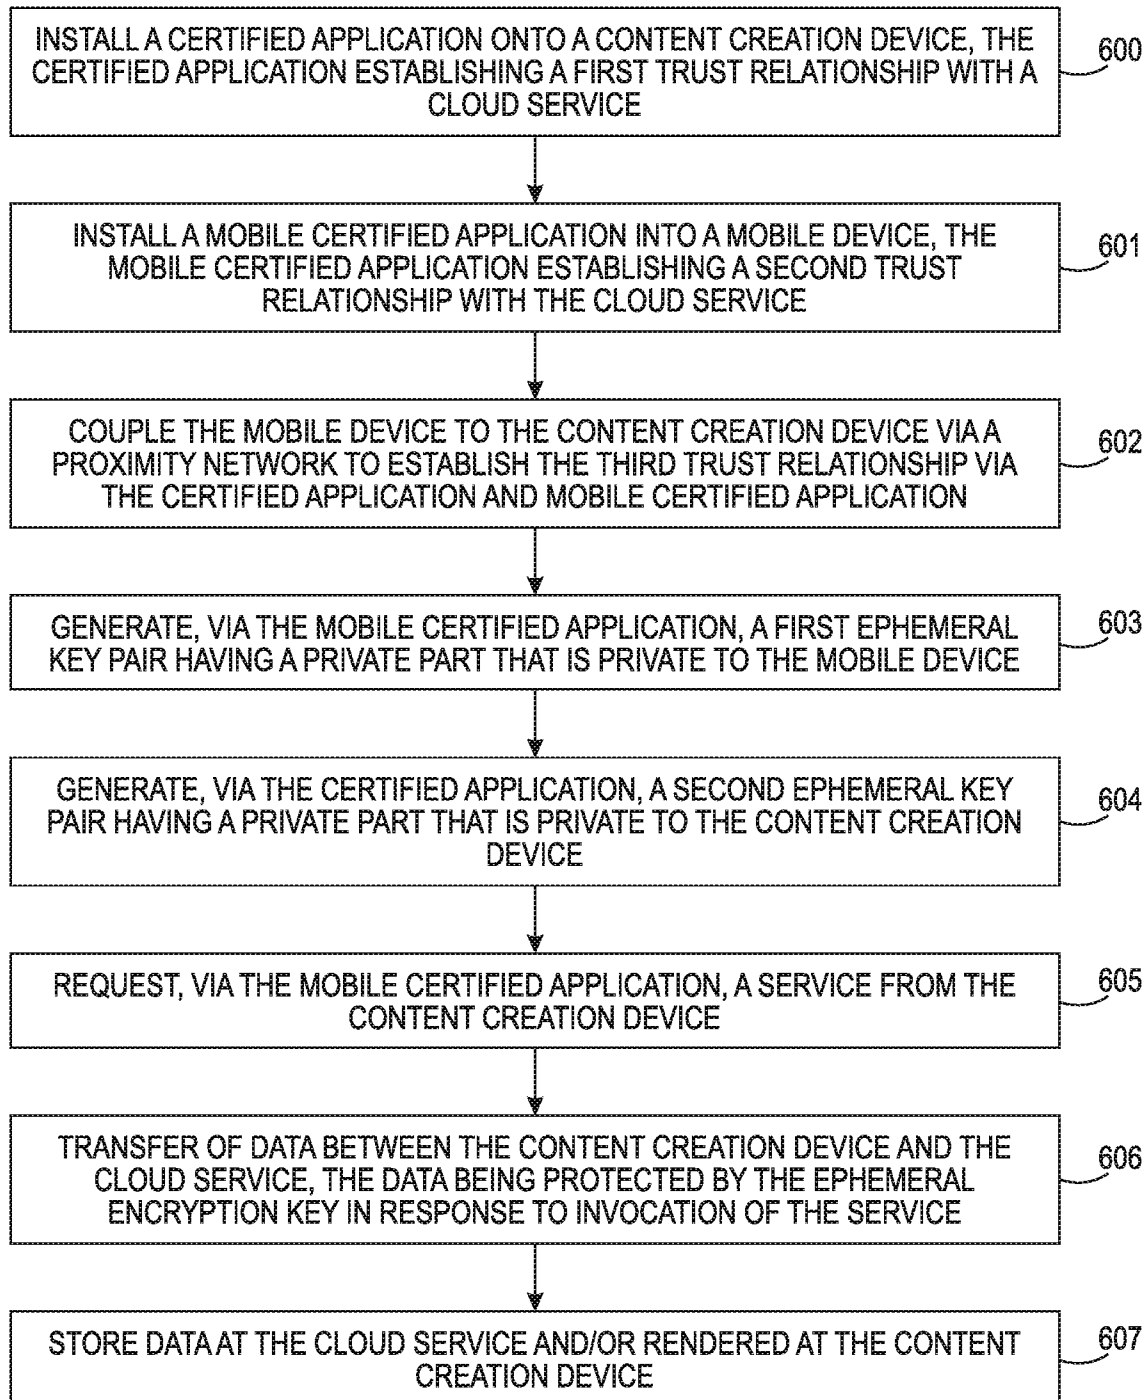 INSTALL A CERTIFIED APPLICATION ONTO A CONTENT CREATION DEVICE, THE
CERTIFIED APPLICATION ESTABLISHING A FIRST TRUST RELATIONSHIP WITH A
CLOUD SERVICE
600
INSTALL A MOBILE CERTIFIED APPLICATION INTO A MOBILE DEVICE, THE
MOBILE CERTIFIED APPLICATION ESTABLISHING A SECOND TRUST
RELATIONSHIP WITH THE CLOUD SERVICE
601
COUPLE THE MOBILE DEVICE TO THE CONTENT CREATION DEVICE VIA A
PROXIMITY NETWORK TO ESTABLISH THE THIRD TRUST RELATIONSHIP VIA
THE CERTIFIED APPLICATION AND MOBILE CERTIFIED APPLICATION
602
GENERATE, VIA THE MOBILE CERTIFIED APPLICATION, A FIRST EPHEMERAL
KEY PAIR HAVING A PRIVATE PART THAT IS PRIVATE TO THE MOBILE DEVICE
603
GENERATE, VIA THE CERTIFIED APPLICATION, A SECOND EPHEMERAL KEY
PAIR HAVING A PRIVATE PART THAT IS PRIVATE TO THE CONTENT CREATION
DEVICE
604
REQUEST, VIA THE MOBILE CERTIFIED APPLICATION, A SERVICE FROM THE
CONTENT CREATION DEVICE
605
TRANSFER OF DATA BETWEEN THE CONTENT CREATION DEVICE AND THE
CLOUD SERVICE, THE DATA BEING PROTECTED BY THE EPHEMERAL
ENCRYPTION KEY IN RESPONSE TO INVOCATION OF THE SERVICE
606
STORE DATA AT THE CLOUD SERVICE AND/OR RENDERED AT THE CONTENT
CREATION DEVICE
607